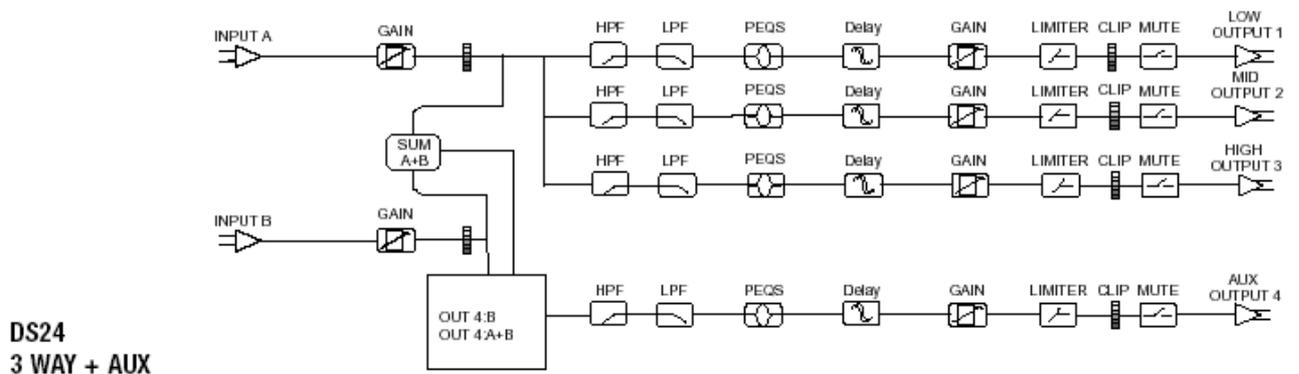 INPUT A
GAIN
HPF LPF PEQS Delay GAIN LIMITER CLIP MUTE
LOW
OUTPUT 1
HPF LPF PEQS Delay GAIN LIMITER CLIP MUTE
MID
OUTPUT 2
SUM
A+B
HPF LPF PEQS Delay GAIN LIMITER CLIP MUTE
HIGH
OUTPUT 3
INPUT B
GAIN
OUT 4:B
OUT 4:A+B
HPF LPF PEQS Delay GAIN LIMITER CLIP MUTE
AUX
OUTPUT 4
DS24
3 WAY + AUX